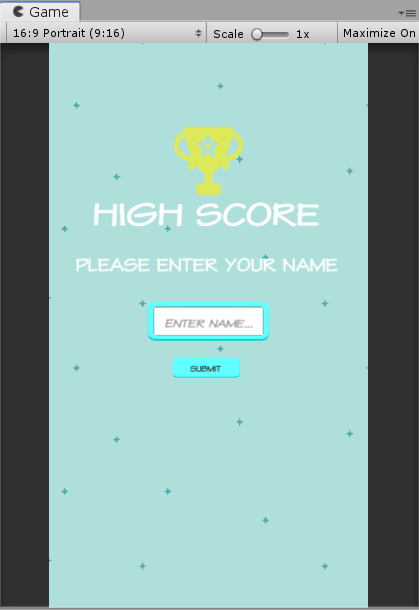 Game
16:9 Portrait (9:16) Scale 1x Maximize On
HIGH SCORE
PLEASE ENTER YOUR NAME
ENTER NAME...
SUBMIT